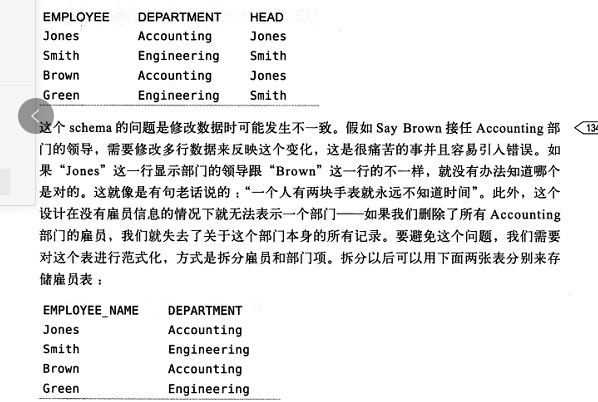 EMPLOYEE DEPARTMENT HEAD
Jones Accounting Jones
Smith Engineering Smith
Brown Accounting Jones
Green Engineering Smith
这个 schema 的问题是修改数据时可能发生不一致。假如 Say Brown 接任 Accounting 部
门的领导，需要修改多行数据来反映这个变化，这是很痛苦的事并且容易引入错误。如
果“Jones”这一行显示部门的领导跟“Brown”这一行的不一样，就没有办法知道哪个
是对的。这就像是有句老话说的：“一个人有两块手表就永远不知道时间”。此外，这个
设计在没有雇员信息的情况下就无法表示一个部门——如果我们删除了所有 Accounting
部门的雇员，我们就失去了关于这个部门本身的所有记录。要避免这个问题，我们需要
对这个表进行范式化，方式是拆分雇员和部门项。拆分以后可以用下面两张表分别来存
储雇员表：
134
EMPLOYEE_NAME DEPARTMENT
Jones Accounting
Smith Engineering
Brown Accounting
Green Engineering